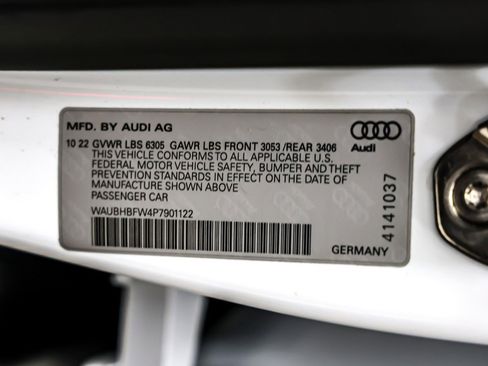 MFD. BY AUDI AG
10 22 GVWR LBS 6305 GAWR LBS FRONT 3053 /REAR 3406
THIS VEHICLE CONFORMS TO ALL APPLICABLE U.S.
FEDERAL MOTOR VEHICLE SAFETY, BUMPER AND THEFT
PREVENTION STANDARDS IN EFFECT ON THE DATE OF
MANUFACTURE SHOWN ABOVE
PASSENGER CAR
WAUBHBFW4P7901122
GERMANY
Audi
4141037